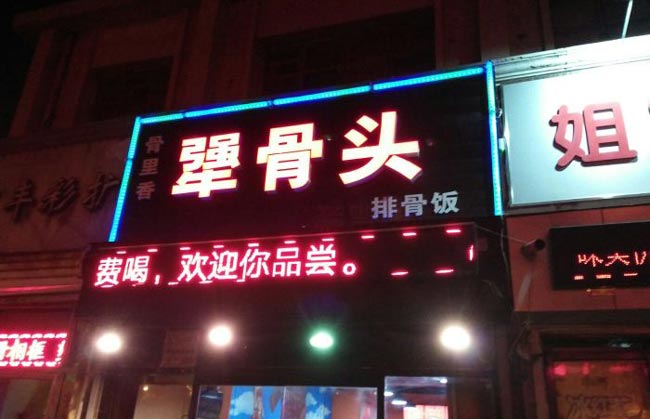 骨里香
犟骨头
排骨饭
费喝，欢迎你品尝。
姐